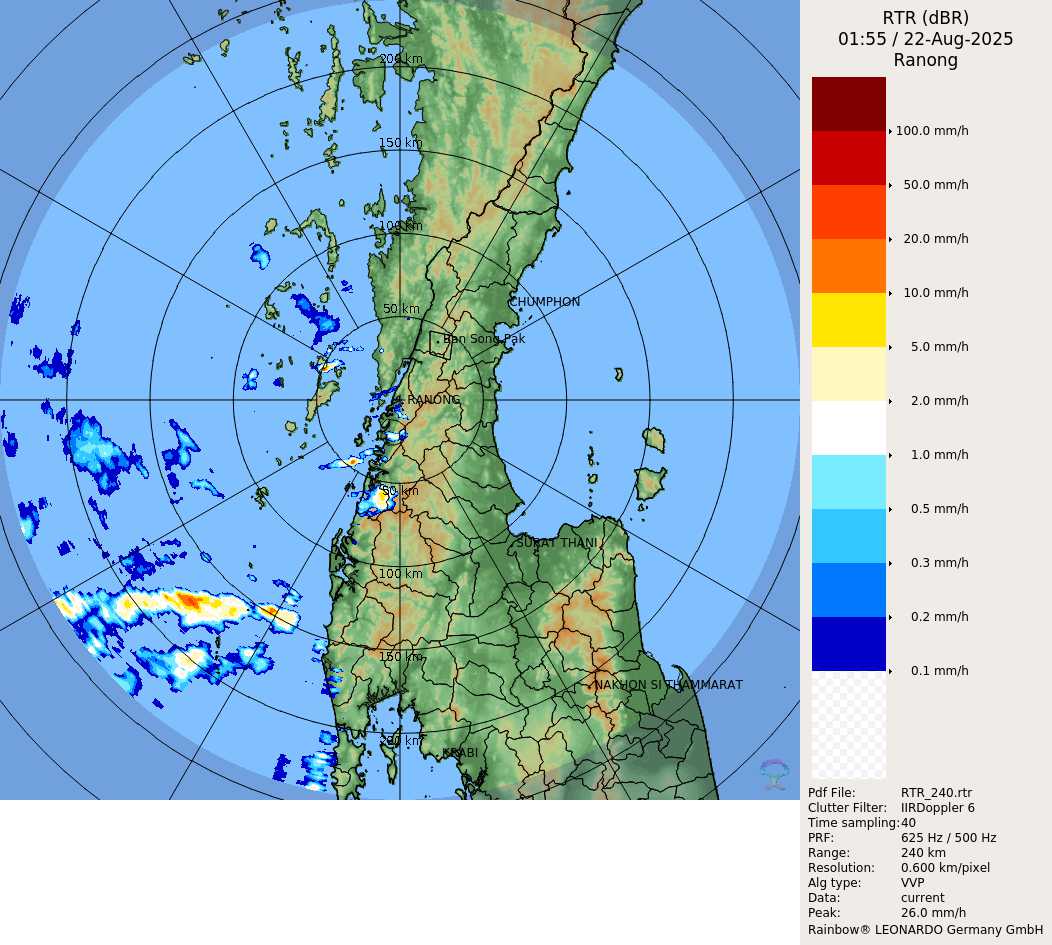 RTR (dBR)
01:55 / 22-Aug-2025
Ranong
100.0 mm/h
50.0 mm/h
20.0 mm/h
10.0 mm/h
5.0 mm/h
2.0 mm/h
1.0 mm/h
0.5 mm/h
0.3 mm/h
0.2 mm/h
0.1 mm/h
Pdf File: RTR_240.rtr
Clutter Filter: IIRDoppler 6
Time sampling: 40
PRF: 625 Hz / 500 Hz
Range: 240 km
Resolution: 0.600 km/pixel
Alg type: VVP
Data: current
Peak: 26.0 mm/h
Rainbow® LEONARDO Germany GmbH
200 km
150 km
100 km
50 km
CHUMPHON
Ban Song Pak
RANONG
50 km
SURAT THANI
100 km
150 km
NAKHON SI THAMMARAT
200 km
KRABI